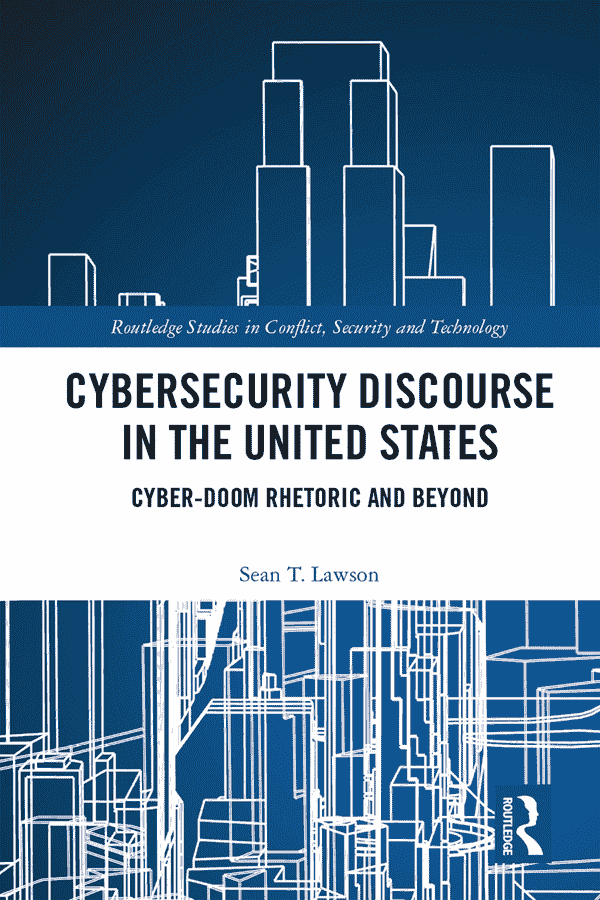 Routledge Studies in Conflict, Security and Technology
CYBERSECURITY DISCOURSE
IN THE UNITED STATES
CYBER-DOOM RHETORIC AND BEYOND
Sean T. Lawson
ROUTLEDGE